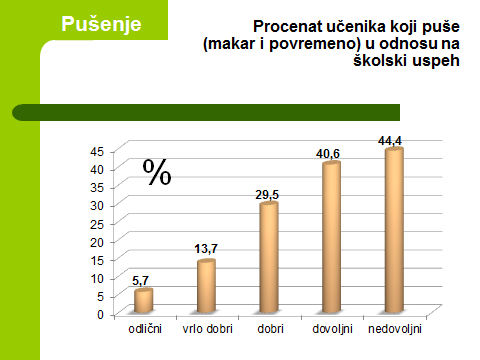 Pušenje
Procenat učenika koji puše
(makar i povremeno) u odnosu na
školski uspeh
%
45
40
35
30
25
20
15
10
5
0
5,7
13,7
29,5
40,6
44,4
odlični
vrlo dobri
dobri
dovoljni
nedovoljni